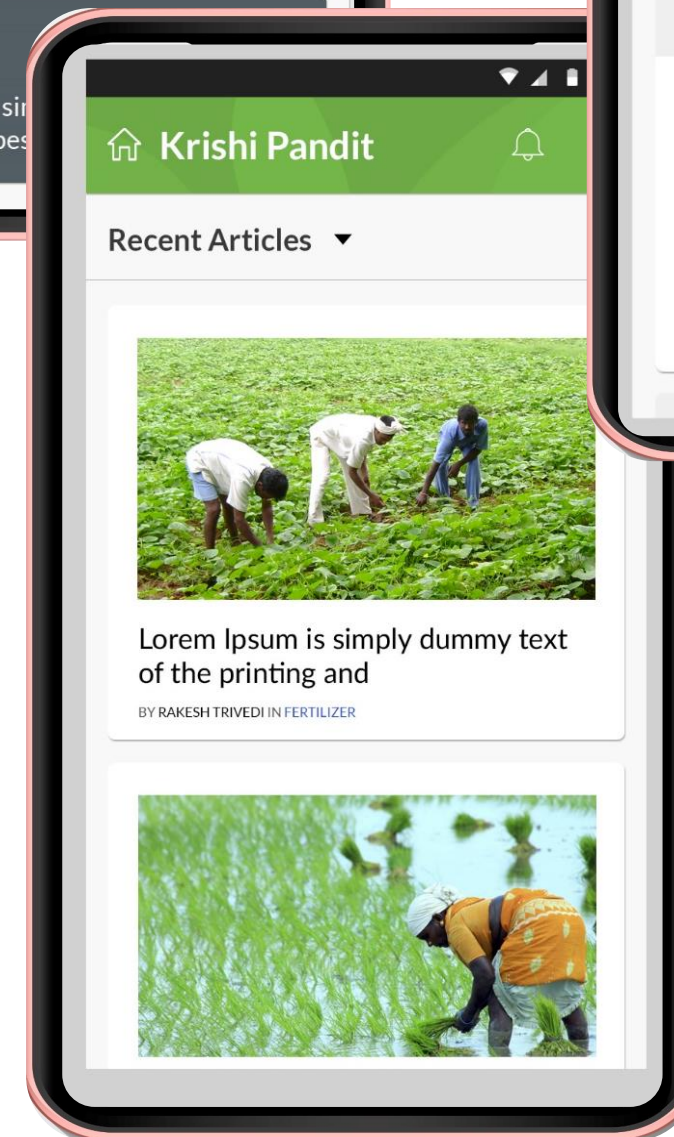 Krishi Pandit
Recent Articles
Lorem Ipsum is simply dummy text
of the printing and
BY RAKESH TRIVEDI IN FERTILIZER